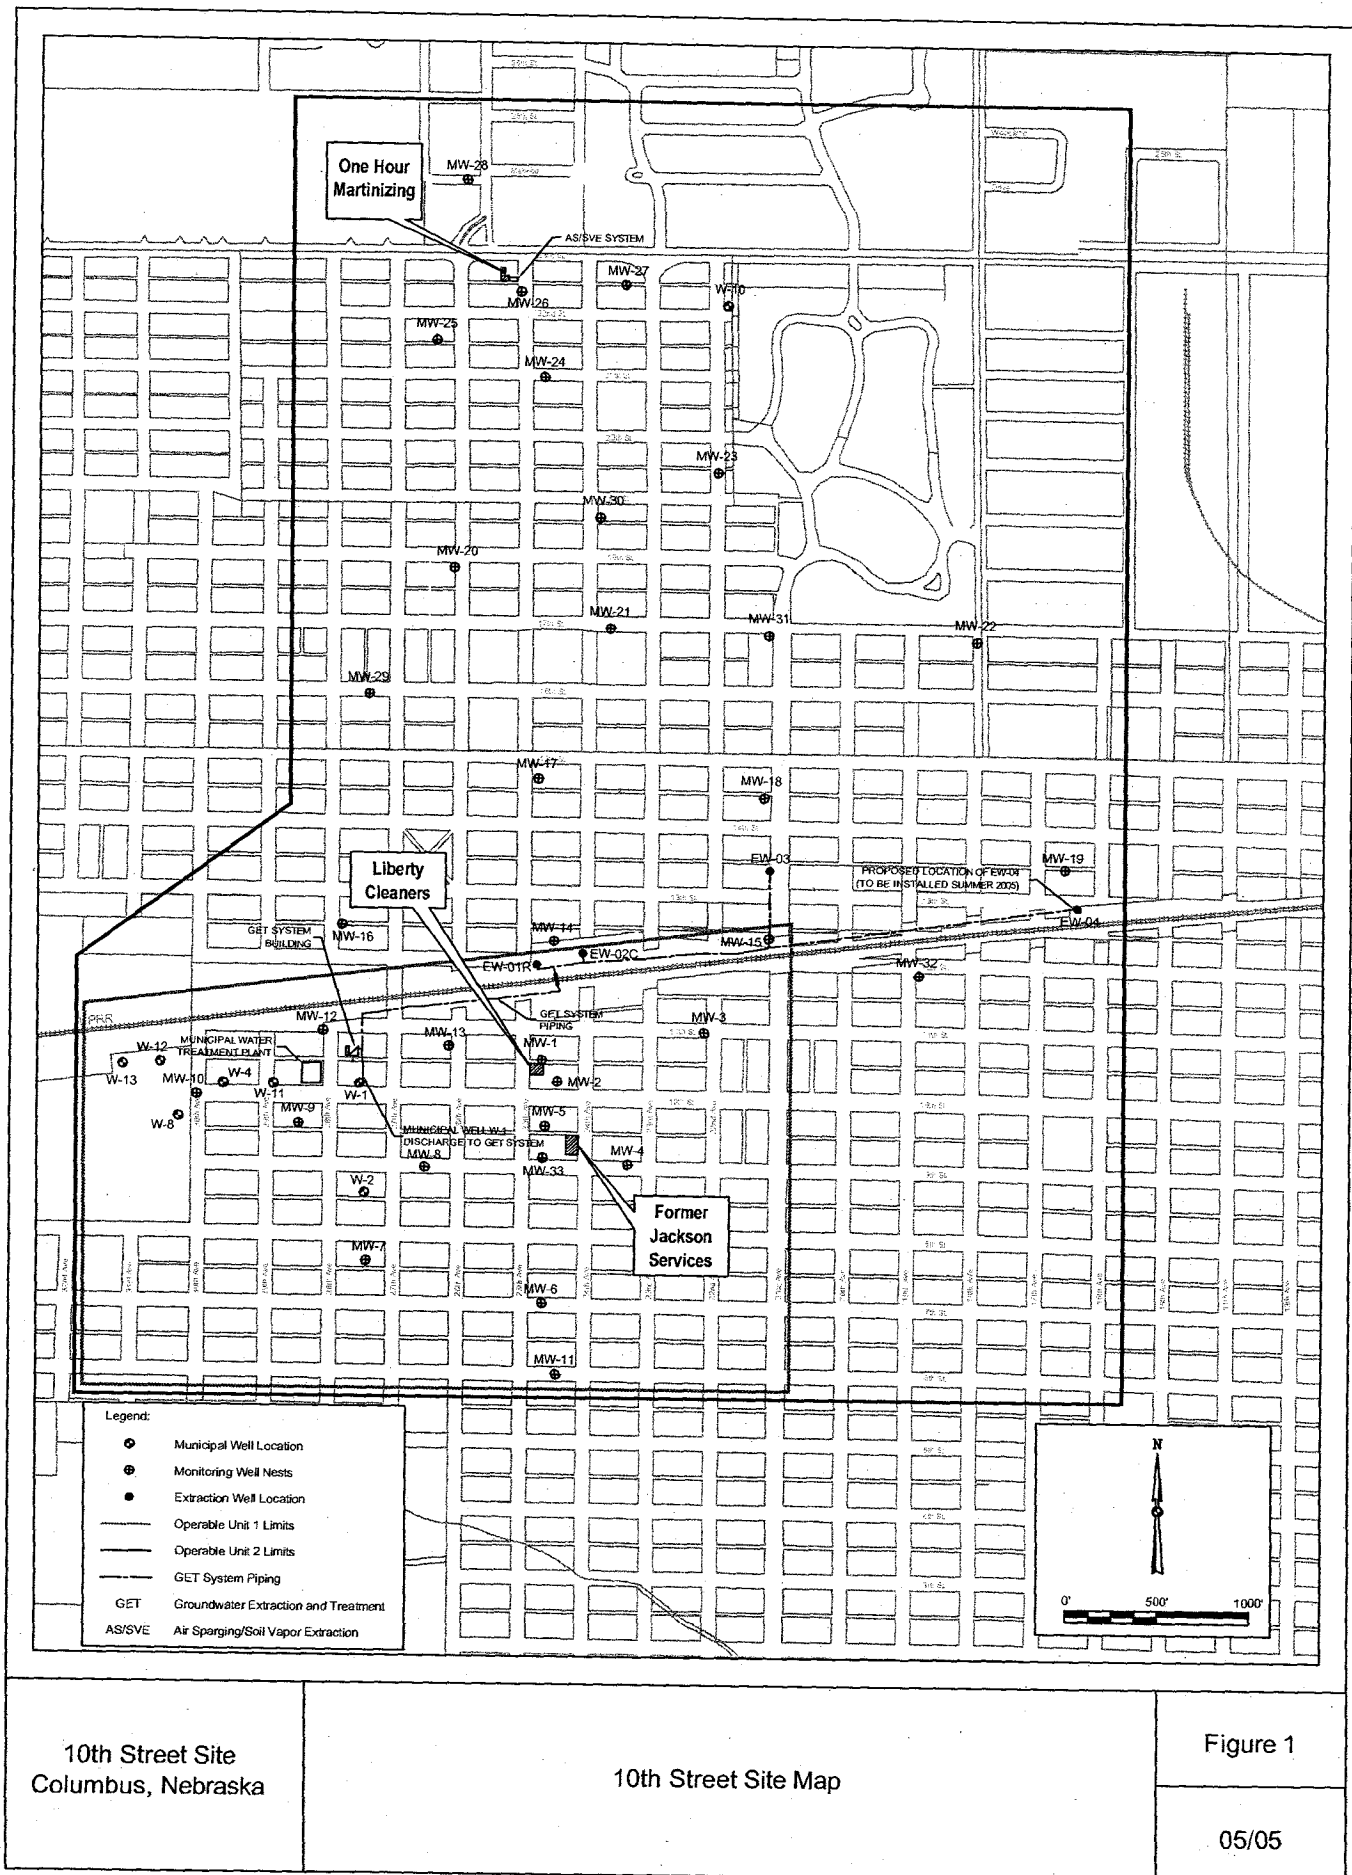 One Hour
Martinizing
MW-28
AS/SVE SYSTEM
MW-27
MW-26
W-10
MW-25
MW-24
MW-23
MW-30
MW-20
MW-21
MW-31
MW-22
MW-29
MW-17
MW-18
EW-03
MW-19
PROPOSED LOCATION OF EW-04
(TO BE INSTALLED SUMMER 2005)
EW-04
Liberty
Cleaners
GET SYSTEM
BUILDING
MW-16
MW-14
MW-15
EW-01R
EW-02C
MW-32
MW-12
GET SYSTEM
PIPING
MW-3
MW-13
MUNICIPAL WATER
TREATMENT PLANT
W-12
W-13
MW-10
W-4
W-11
W-1
MW-1
MW-2
W-8
MW-9
MW-5
MUNICIPAL WELL W-1
DISCHARGE TO GET SYSTEM
MW-8
MW-33
MW-4
W-2
Former
Jackson
Services
MW-7
MW-6
MW-11
Legend:
Municipal Well Location
Monitoring Well Nests
Extraction Well Location
Operable Unit 1 Limits
Operable Unit 2 Limits
GET System Piping
GET Groundwater Extraction and Treatment
AS/SVE Air Sparging/Soil Vapor Extraction
N
0' 500' 1000'
10th Street Site
Columbus, Nebraska
10th Street Site Map
Figure 1
05/05